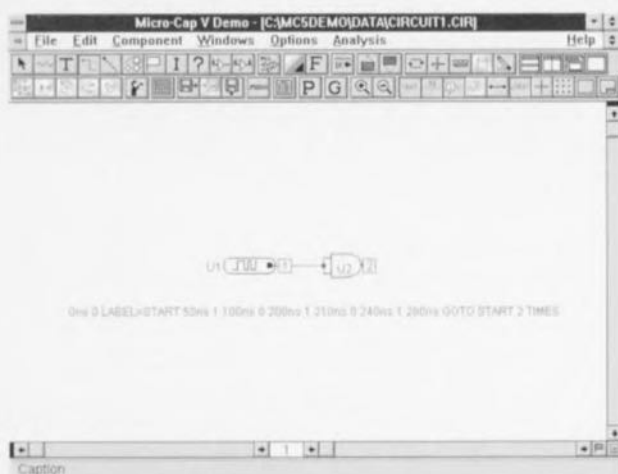 Micro-Cap V Demo - [C:\MC5DEMO\DATA\CIRCUIT1.CIR]
File Edit Component Windows Options Analysis Help
T I ? F
P G
U1 1 U2 2
0ns 0 LABEL=START 50ns 1 100ns 0 200ns 1 210ns 0 240ns 1 280ns GOTO START 2 TIMES
1
Caption